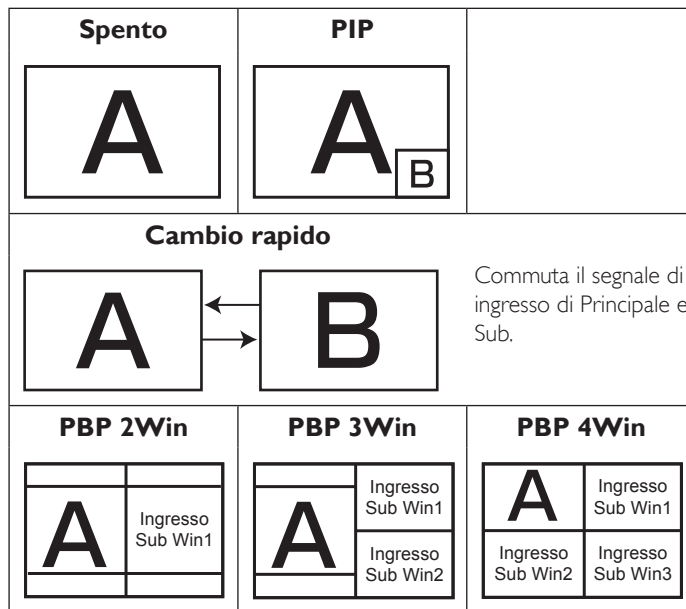 Spento
PIP
A
A
B
Cambio rapido
A
B
Commuta il segnale di
ingresso di Principale e
Sub.
PBP 2Win
PBP 3Win
PBP 4Win
A
Ingresso
Sub Win1
A
Ingresso
Sub Win1
Ingresso
Sub Win2
A
Ingresso
Sub Win1
Ingresso
Sub Win2
Ingresso
Sub Win3